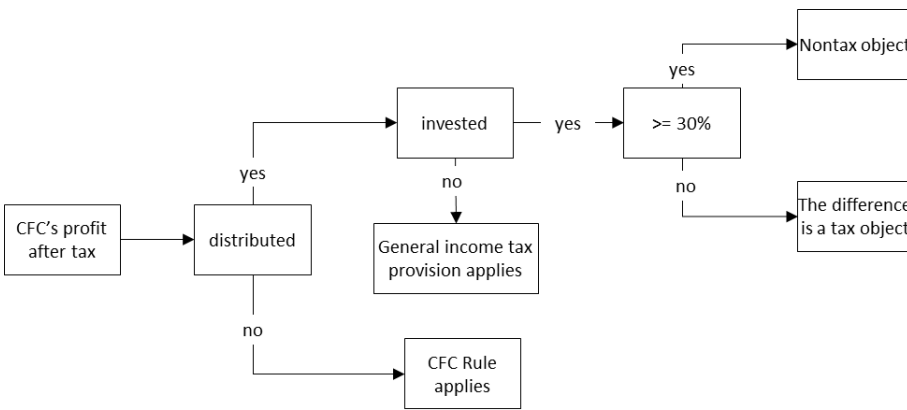 Nontax object
yes
invested
yes
>= 30%
yes
no
no
CFC's profit
after tax
distributed
General income tax
provision applies
The difference
is a tax object
no
CFC Rule
applies